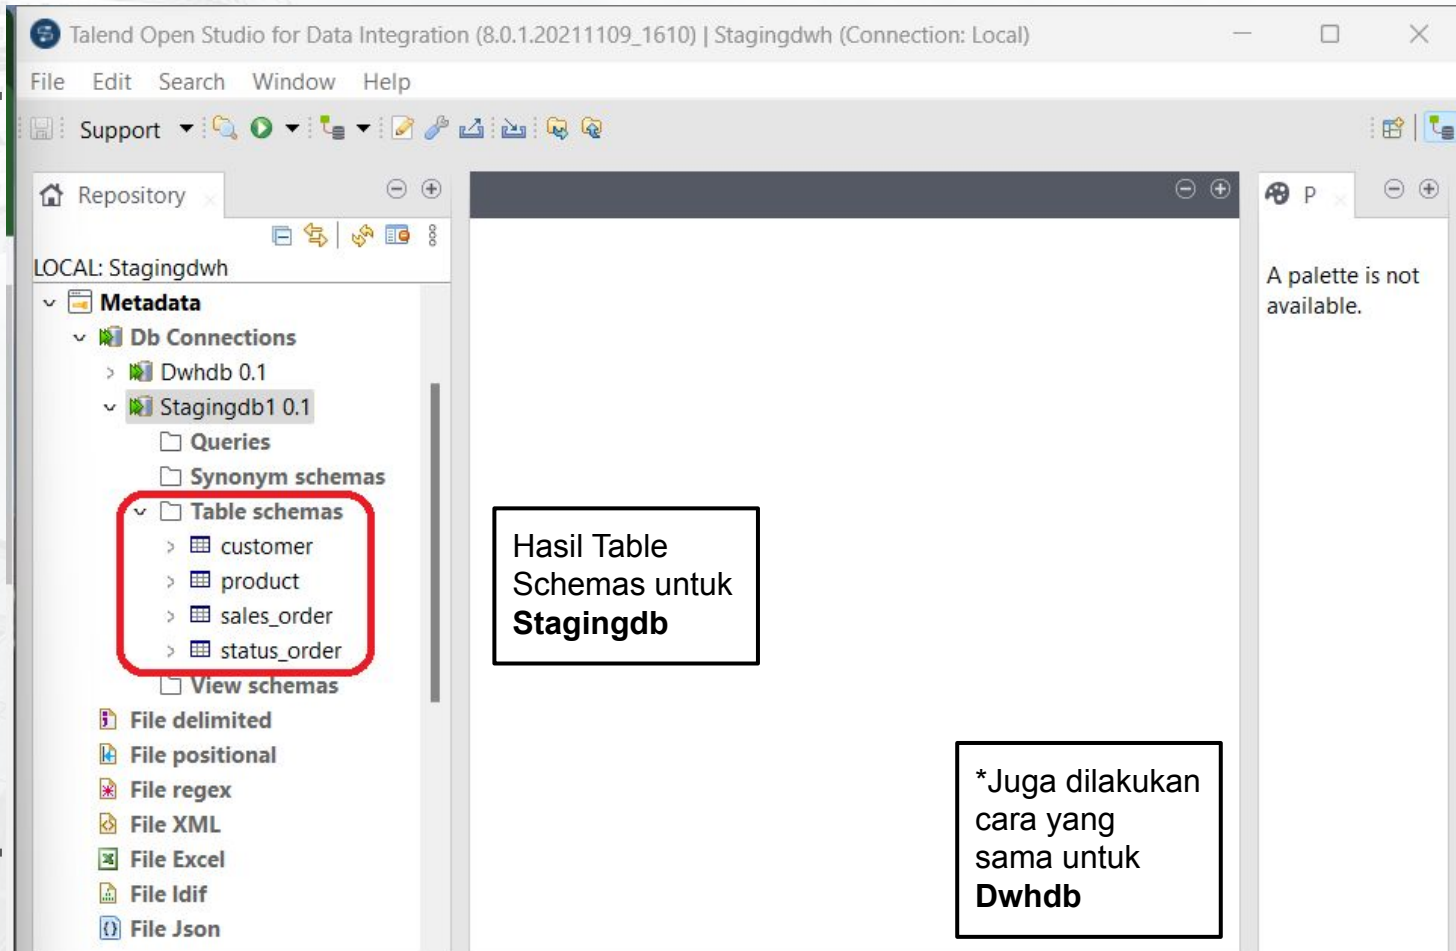 Talend Open Studio for Data Integration (8.0.1.20211109_1610) | Stagingdwh (Connection: Local)
File Edit Search Window Help
Support
Repository
LOCAL: Stagingdwh
Metadata
Db Connections
Dwhdb 0.1
Stagingdb1 0.1
Queries
Synonym schemas
Table schemas
customer
product
sales_order
status_order
View schemas
File delimited
File positional
File regex
File XML
File Excel
File ldif
File Json
Hasil Table
Schemas untuk
Stagingdb
*Juga dilakukan
cara yang
sama untuk
Dwhdb
P
A palette is not
available.